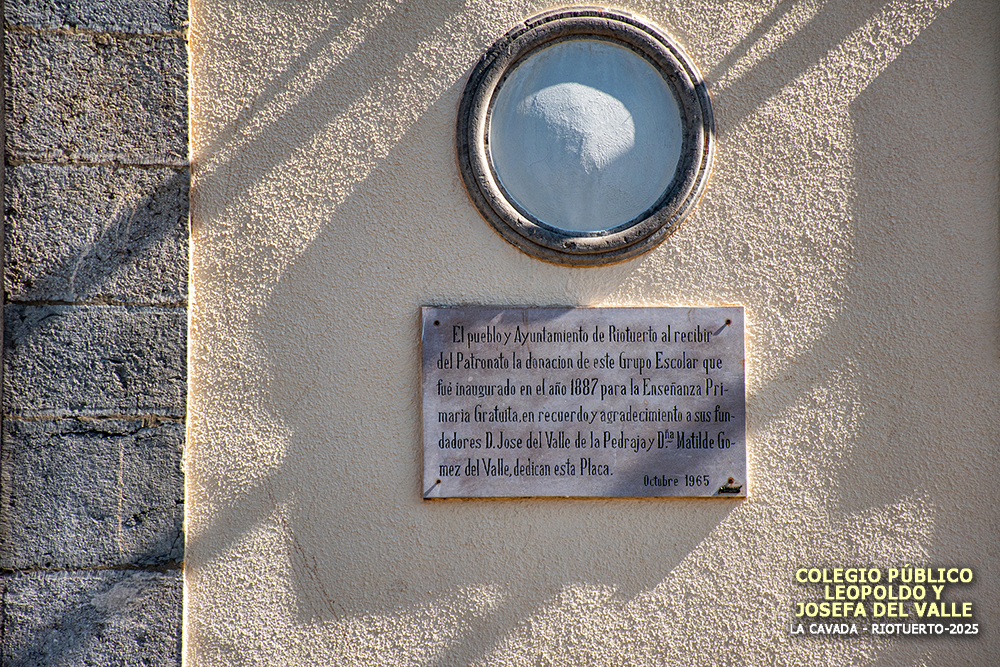 El pueblo y Ayuntamiento de Riotuerto al recibir
del Patronato la donacion de este Grupo Escolar que
fué inaugurado en el año 1887 para la Enseñanza Pri-
maria Gratuita, en recuerdo y agradecimiento a sus fun-
dadores D. Jose del Valle de la Pedraja y Dña Matilde Go-
mez del Valle, dedican esta Placa.
Octubre 1965
COLEGIO PÚBLICO
LEOPOLDO Y
JOSEFA DEL VALLE
LA CAVADA - RIOTUERTO-2025